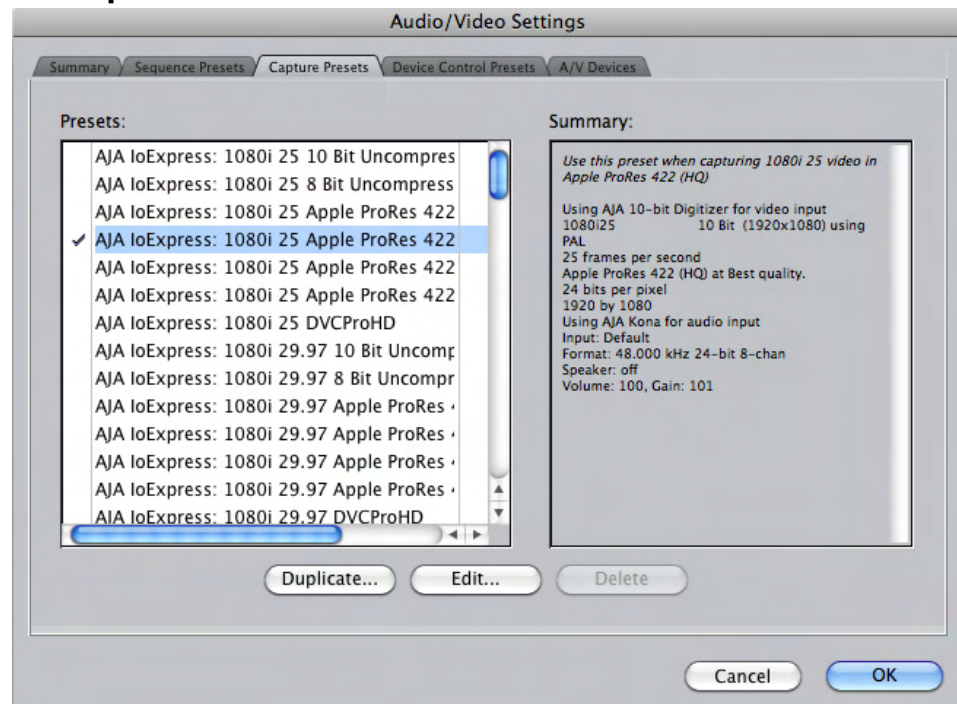 Audio/Video Settings
Summary
Sequence Presets
Capture Presets
Device Control Presets
A/V Devices
Presets:
AJA IoExpress: 1080i 25 10 Bit Uncompres
AJA IoExpress: 1080i 25 8 Bit Uncompress
AJA IoExpress: 1080i 25 Apple ProRes 422
✓ AJA IoExpress: 1080i 25 Apple ProRes 422
AJA IoExpress: 1080i 25 Apple ProRes 422
AJA IoExpress: 1080i 25 Apple ProRes 422
AJA IoExpress: 1080i 25 DVCProHD
AJA IoExpress: 1080i 29.97 10 Bit Uncomp
AJA IoExpress: 1080i 29.97 8 Bit Uncompr
AJA IoExpress: 1080i 29.97 Apple ProRes
AJA IoExpress: 1080i 29.97 Apple ProRes
AJA IoExpress: 1080i 29.97 Apple ProRes
AJA IoExpress: 1080i 29.97 Apple ProRes
AJA IoExpress: 1080i 29.97 DVCProHD
Summary:
Use this preset when capturing 1080i 25 video in
Apple ProRes 422 (HQ)
Using AJA 10-bit Digitizer for video input
1080i25 10 Bit (1920x1080) using
PAL
25 frames per second
Apple ProRes 422 (HQ) at Best quality.
24 bits per pixel
1920 by 1080
Using AJA Kona for audio input
Input: Default
Format: 48.000 kHz 24-bit 8-chan
Speaker: off
Volume: 100, Gain: 101
Duplicate...
Edit...
Delete
Cancel
OK